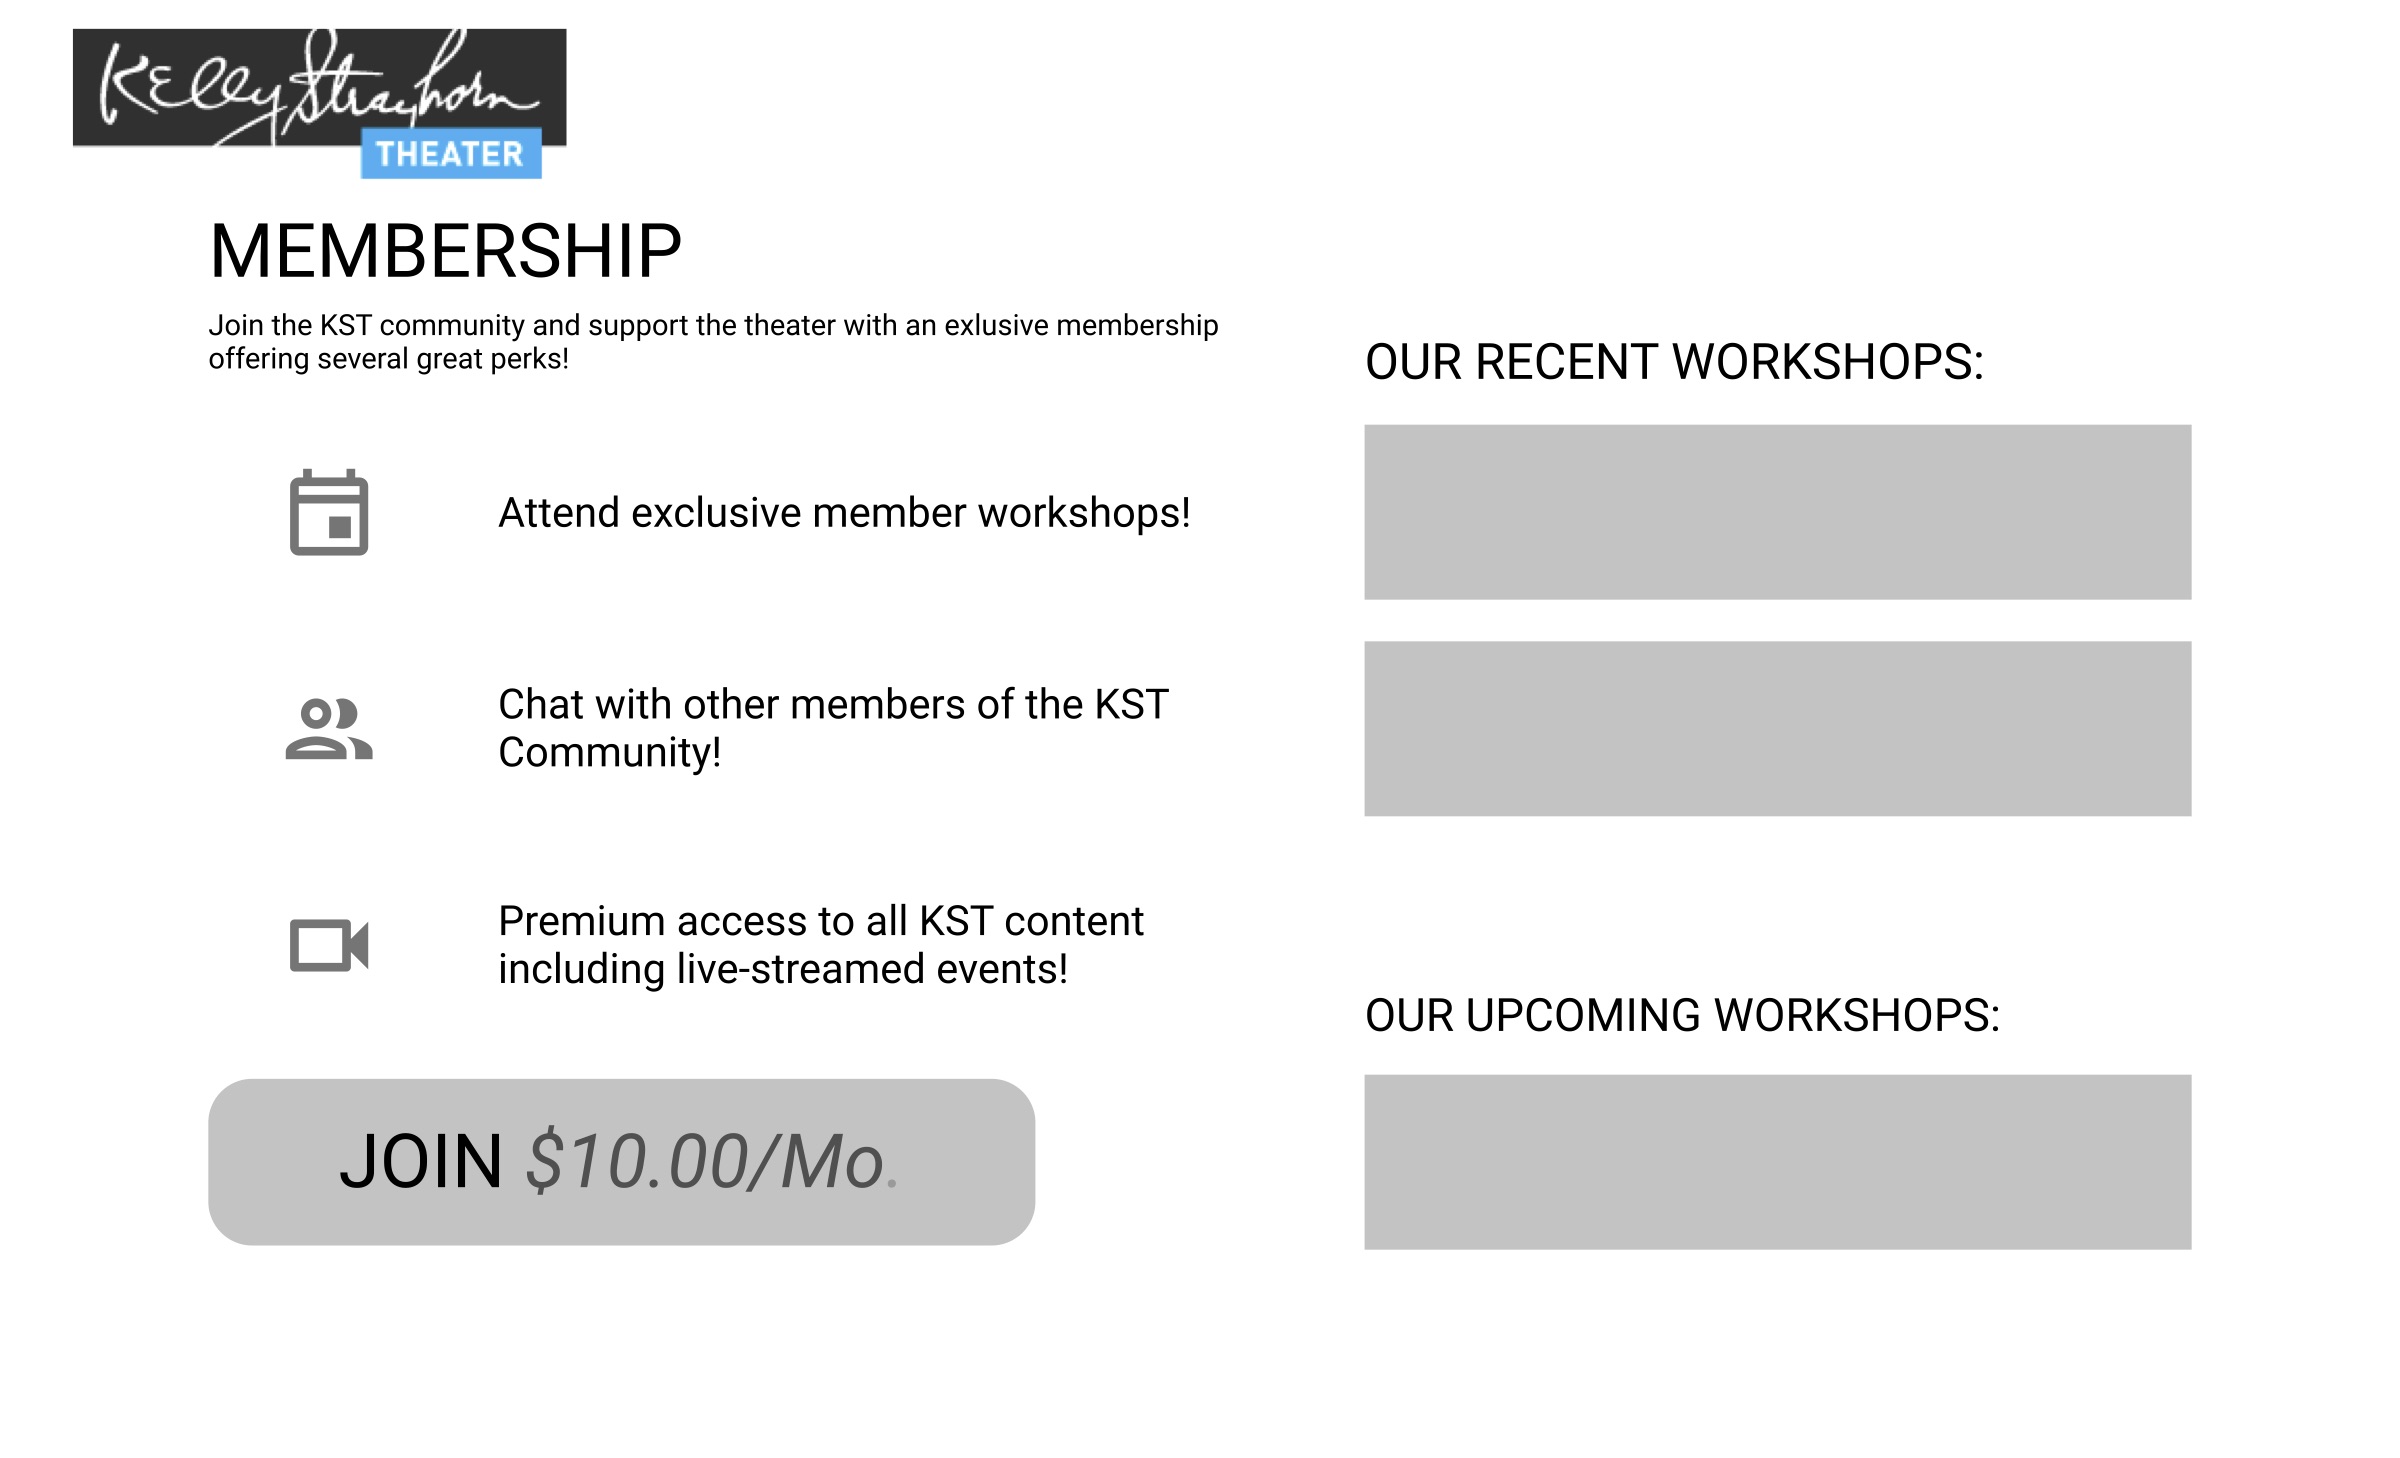 Kelly Strayhorn
THEATER
MEMBERSHIP
Join the KST community and support the theater with an exlusive membership
offering several great perks!
Attend exclusive member workshops!
Chat with other members of the KST
Community!
Premium access to all KST content
including live-streamed events!
JOIN $10.00/Mo.
OUR RECENT WORKSHOPS:
OUR UPCOMING WORKSHOPS: